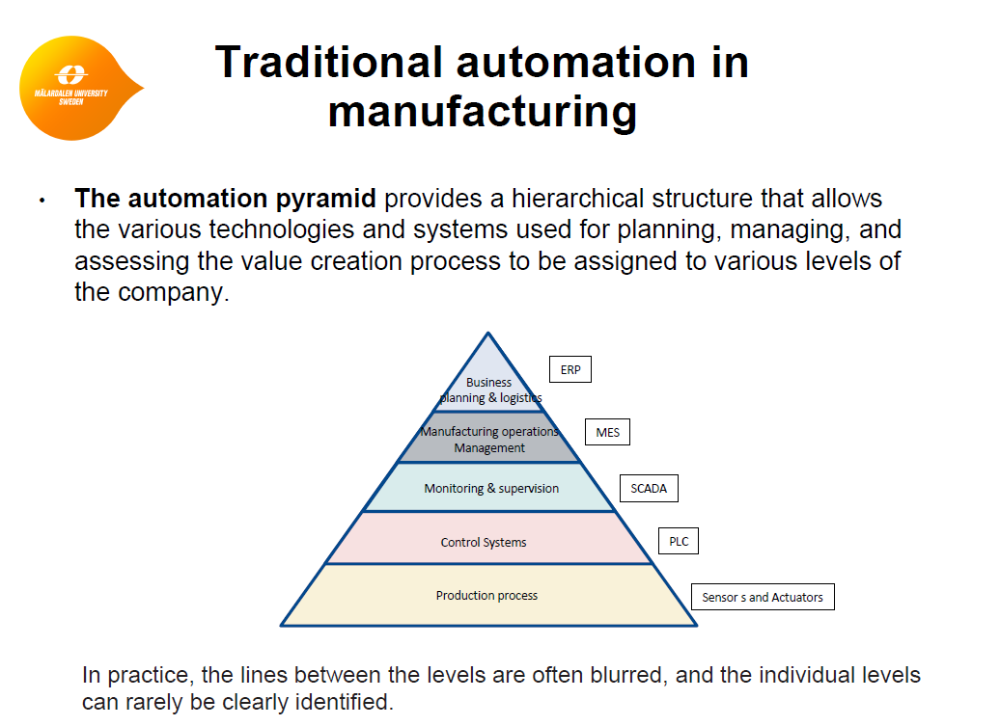 MÄLARDALEN UNIVERSITY
SWEDEN
Traditional automation in
manufacturing
• The automation pyramid provides a hierarchical structure that allows
the various technologies and systems used for planning, managing, and
assessing the value creation process to be assigned to various levels of
the company.
ERP
Business
planning & logistics
Manufacturing operations
Management
MES
Monitoring & supervision
SCADA
Control Systems
PLC
Production process
Sensor s and Actuators
In practice, the lines between the levels are often blurred, and the individual levels
can rarely be clearly identified.